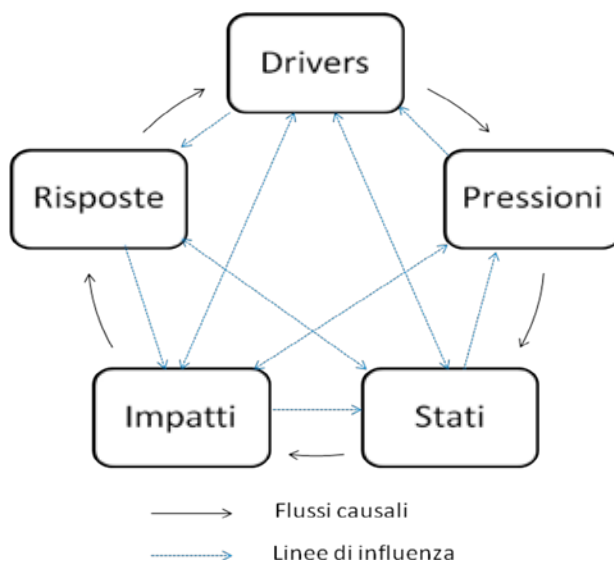 Drivers
Risposte
Pressioni
Impatti
Stati
Flussi causali
Linee di influenza